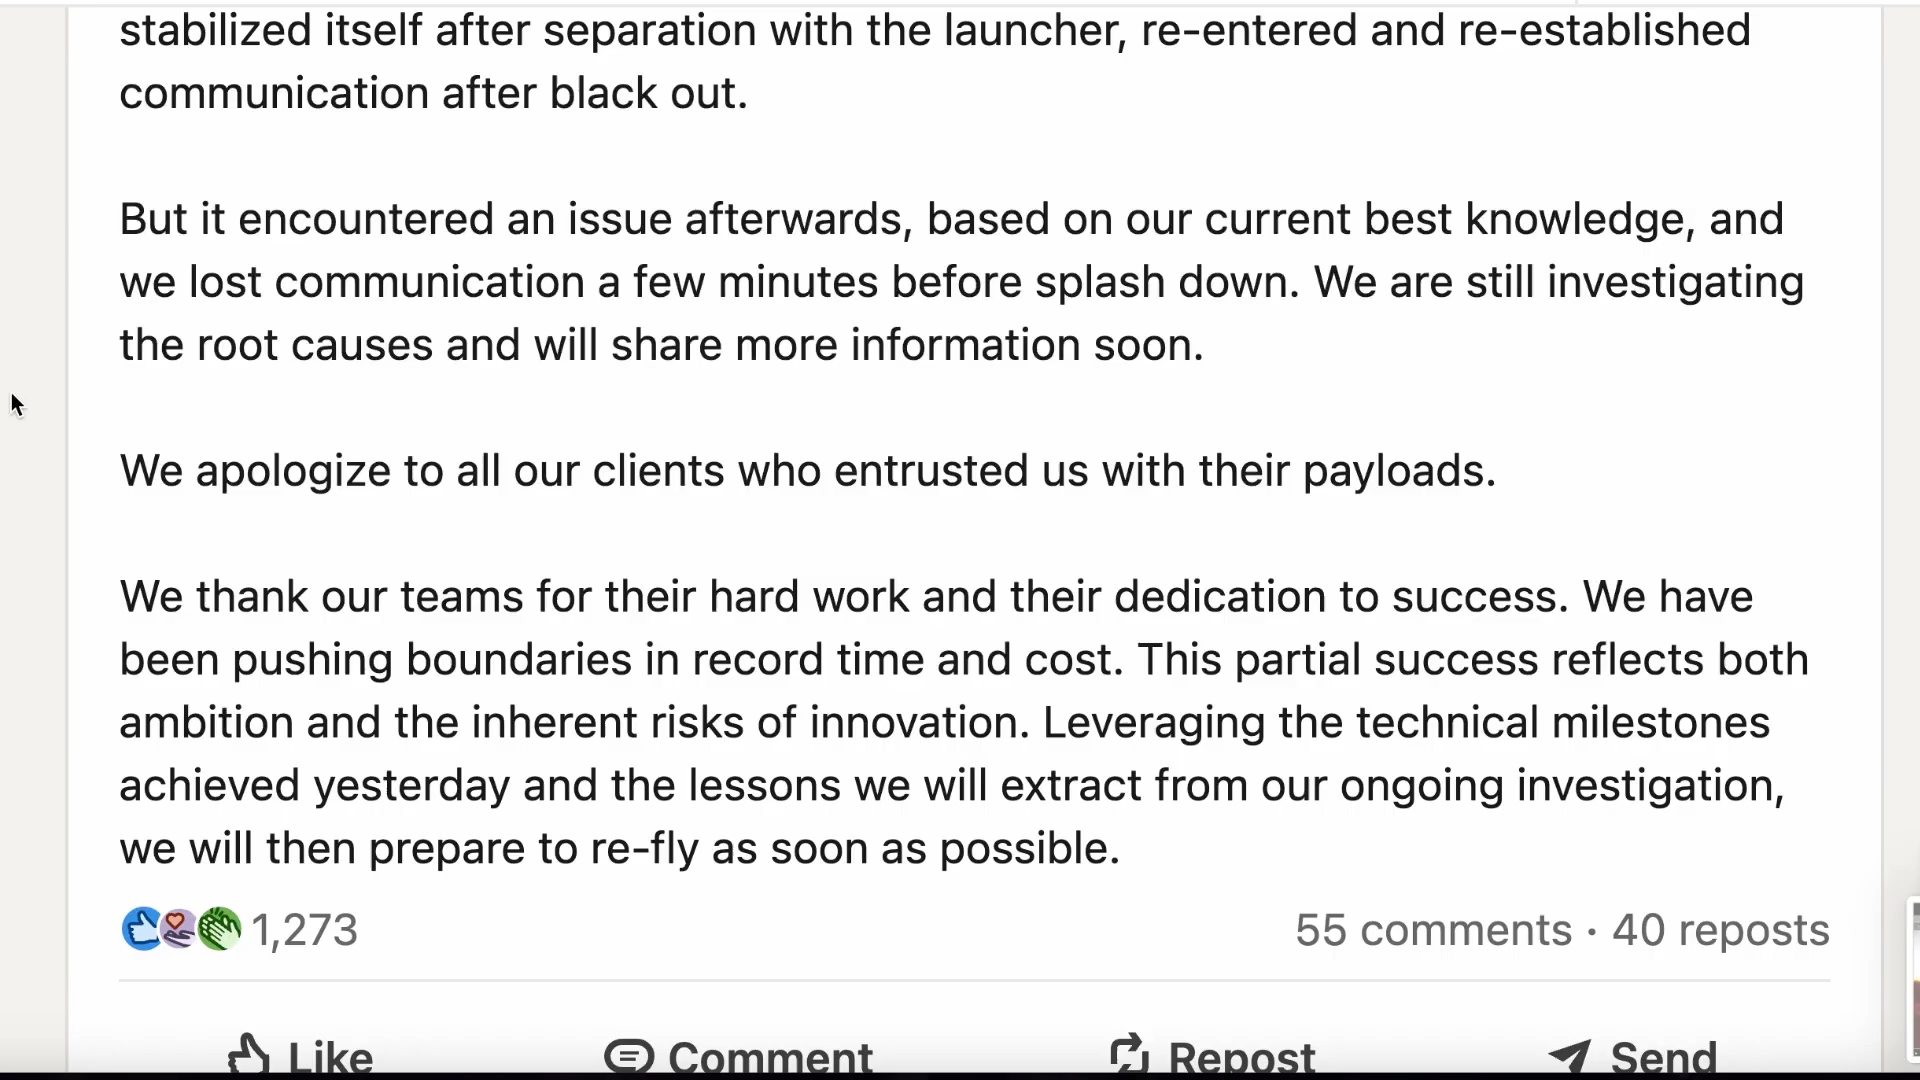 stabilized itself after separation with the launcher, re-entered and re-established
communication after black out.
But it encountered an issue afterwards, based on our current best knowledge, and
we lost communication a few minutes before splash down. We are still investigating
the root causes and will share more information soon.
We apologize to all our clients who entrusted us with their payloads.
We thank our teams for their hard work and their dedication to success. We have
been pushing boundaries in record time and cost. This partial success reflects both
ambition and the inherent risks of innovation. Leveraging the technical milestones
achieved yesterday and the lessons we will extract from our ongoing investigation,
we will then prepare to re-fly as soon as possible.
1,273 55 comments · 40 reposts
Like Comment Repost Send